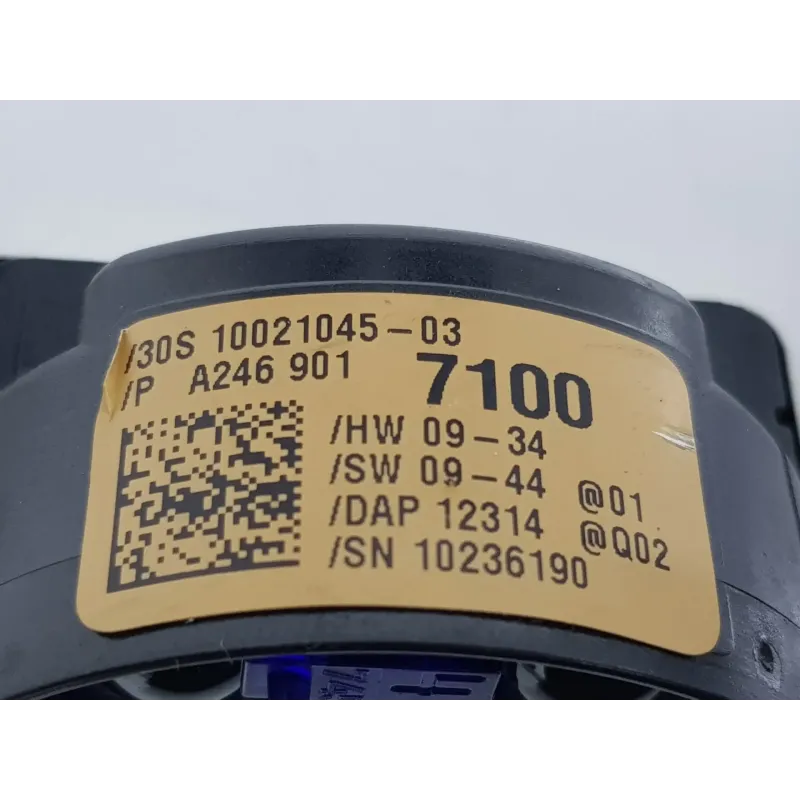 /30S 10021045-03
/P A246 901 7100
/HW 09-34
/SW 09-44 @01
/DAP 12314 @Q02
/SN 10236190